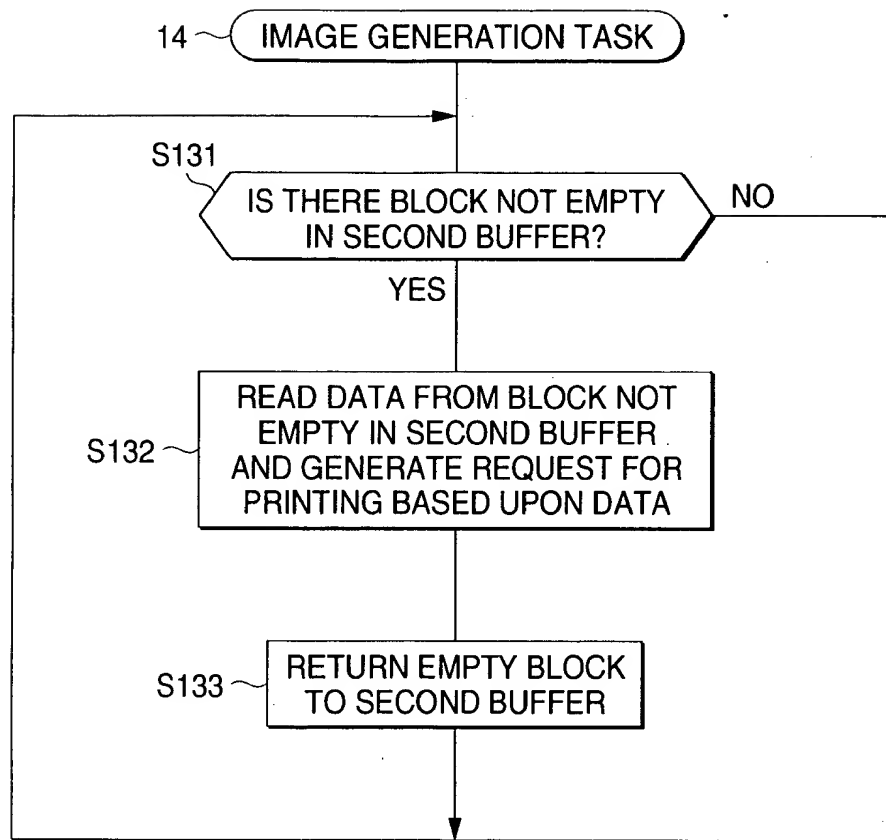 14
IMAGE GENERATION TASK
S131
IS THERE BLOCK NOT EMPTY
IN SECOND BUFFER?
NO
YES
S132
READ DATA FROM BLOCK NOT
EMPTY IN SECOND BUFFER
AND GENERATE REQUEST FOR
PRINTING BASED UPON DATA
S133
RETURN EMPTY BLOCK
TO SECOND BUFFER